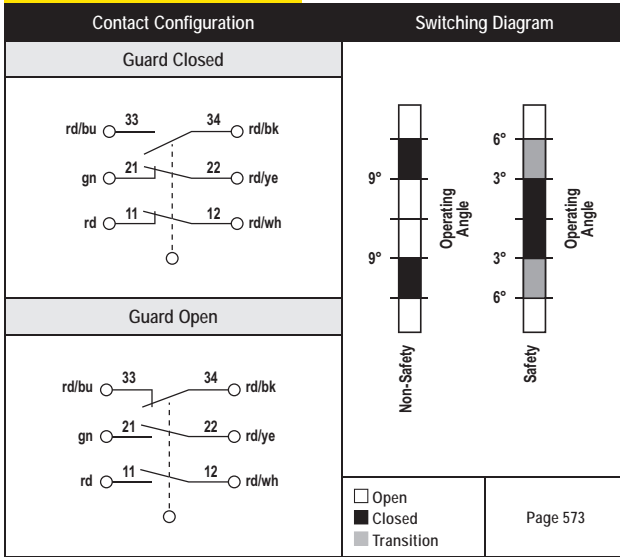 Contact Configuration
Switching Diagram
Guard Closed
rd/bu 33 34 rd/bk
gn 21 22 rd/ye
rd 11 12 rd/wh
Guard Open
rd/bu 33 34 rd/bk
gn 21 22 rd/ye
rd 11 12 rd/wh
9°
9°
Operating
Angle
Non-Safety
6°
3°
3°
6°
Operating
Angle
Safety
Open
Closed
Transition
Page 573